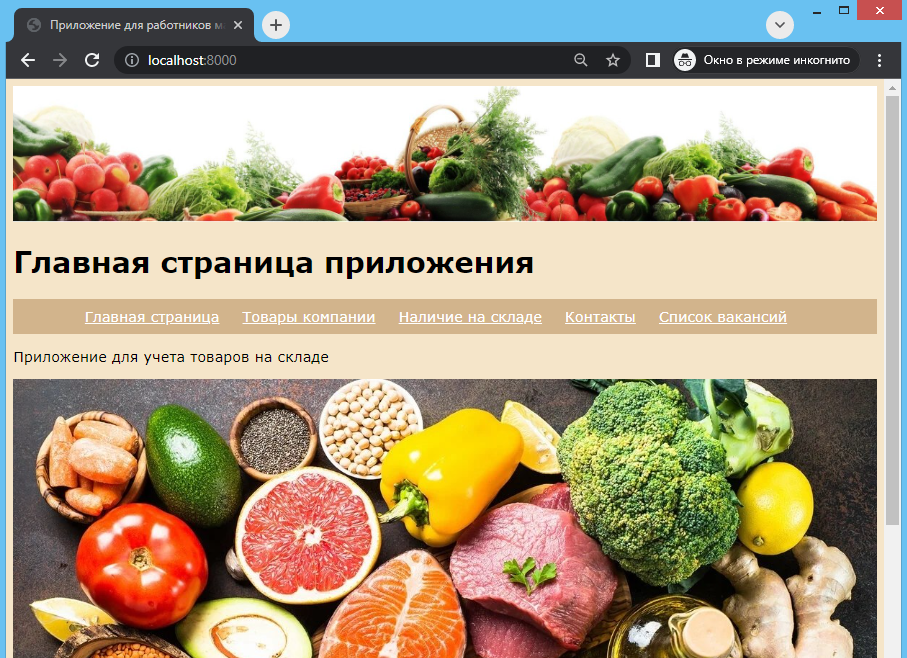 Приложение для работников м
localhost:8000
Окно в режиме инкогнито
Главная страница приложения
Главная страница Товары компании Наличие на складе Контакты Список вакансий
Приложение для учета товаров на складе